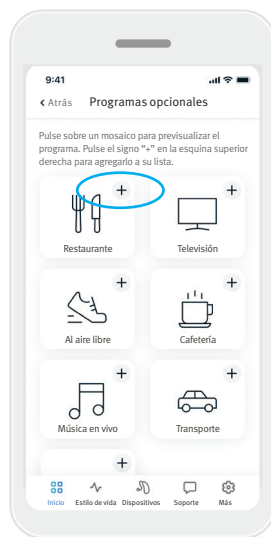 9:41
Atrás Programas opcionales
Pulse sobre un mosaico para previsualizar el
programa. Pulse el signo "+" en la esquina superior
derecha para agregarlo a su lista.
+ +
Restaurante Televisión
+ +
Al aire libre Cafetería
+ +
Música en vivo Transporte
+
Inicio Estilo de vida Dispositivos Soporte Más